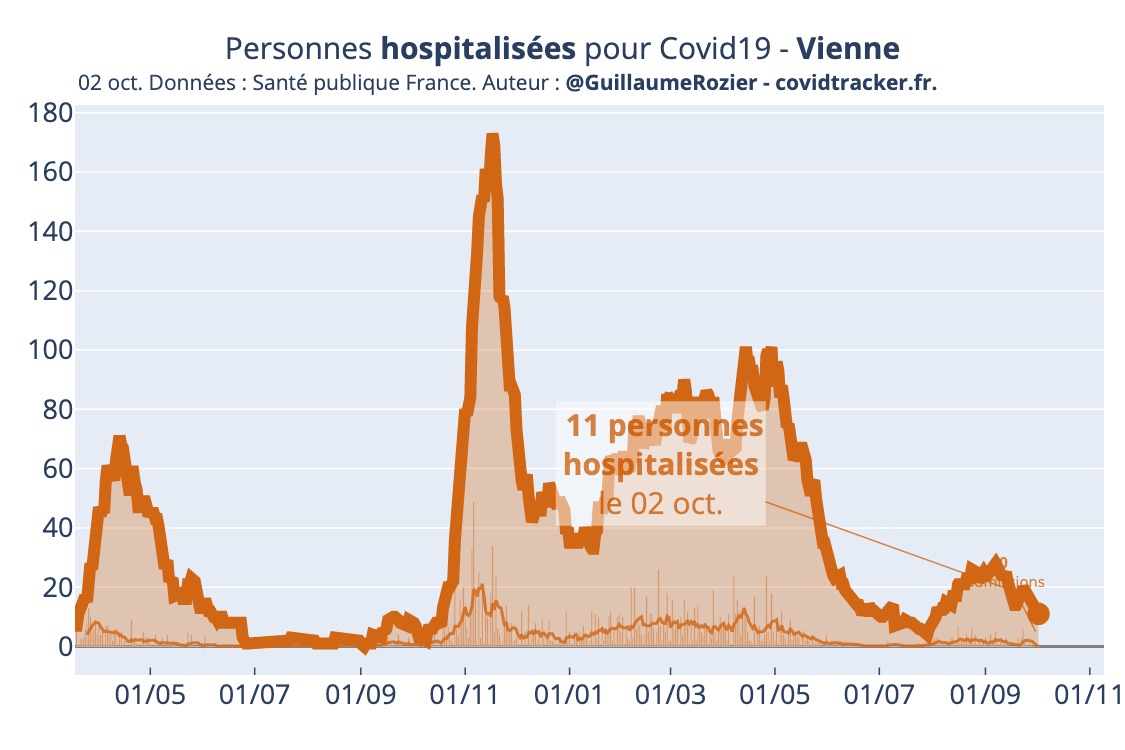 Personnes hospitalisées pour Covid19 - Vienne
02 oct. Données : Santé publique France. Auteur : @GuillaumeRozier - covidtracker.fr.
180
160
140
120
100
80
60
40
20
0
11 personnes
hospitalisées
le 02 oct.
01/05 01/07 01/09 01/11 01/01 01/03 01/05 01/07 01/09 01/11